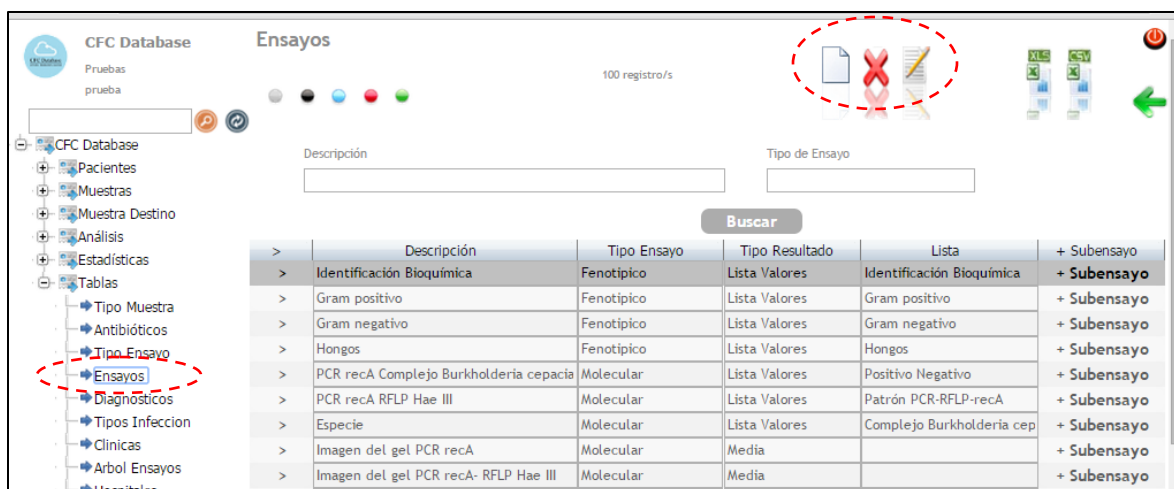 CFC Database
Pruebas
prueba
CFC Database
Pacientes
Muestras
Muestra Destino
Análisis
Estadísticas
Tablas
Tipo Muestra
Antibióticos
Tipo Ensayo
Ensayos
Diagnosticos
Tipos Infeccion
Clinicas
Arbol Ensayos
Ensayos
100 registro/s
XLS CSV
Descripción Tipo de Ensayo
Buscar
> Descripción Tipo Ensayo Tipo Resultado Lista + Subensayo
> Identificación Bioquímica Fenotipico Lista Valores Identificación Bioquímica + Subensayo
> Gram positivo Fenotipico Lista Valores Gram positivo + Subensayo
> Gram negativo Fenotipico Lista Valores Gram negativo + Subensayo
> Hongos Fenotipico Lista Valores Hongos + Subensayo
> PCR recA Complejo Burkholderia cepacia Molecular Lista Valores Positivo Negativo + Subensayo
> PCR recA RFLP Hae III Molecular Lista Valores Patrón PCR-RFLP-recA + Subensayo
> Especie Molecular Lista Valores Complejo Burkholderia cep + Subensayo
> Imagen del gel PCR recA Molecular Media + Subensayo
> Imagen del gel PCR recA- RFLP Hae III Molecular Media + Subensayo